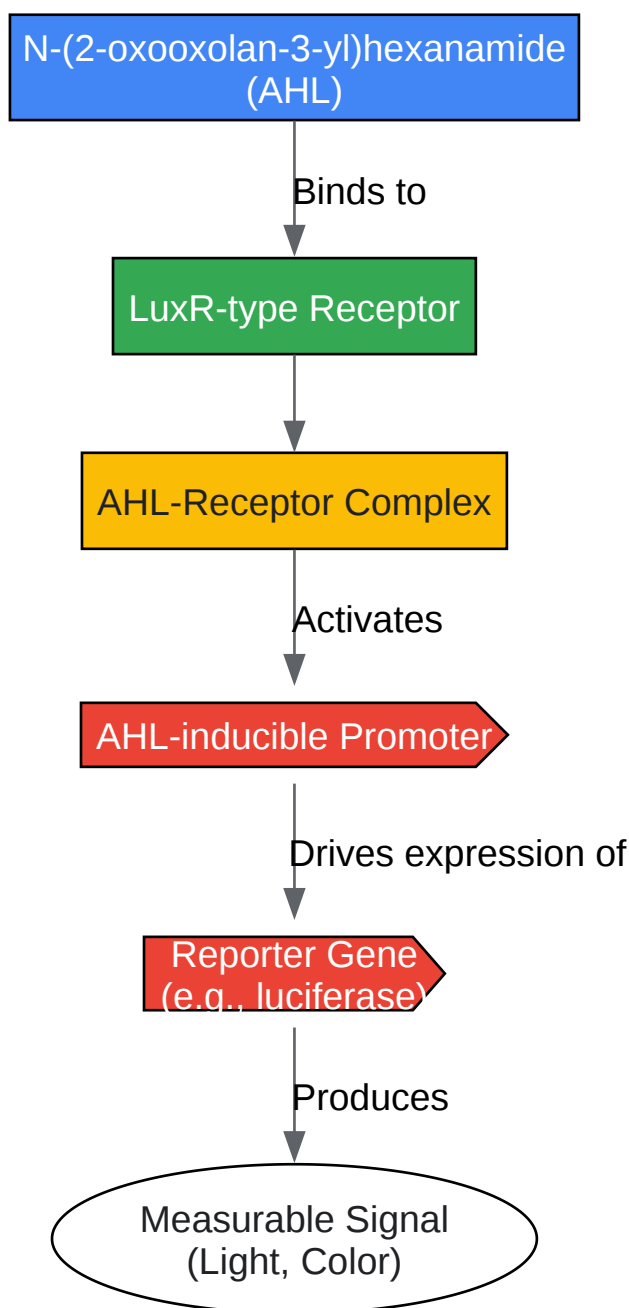 N-(2-oxooxolan-3-yl)hexanamide
(AHL)
Binds to
LuxR-type Receptor
AHL-Receptor Complex
Activates
AHL-inducible Promoter
Drives expression of
Reporter Gene
(e.g., luciferase)
Produces
Measurable Signal
(Light, Color)